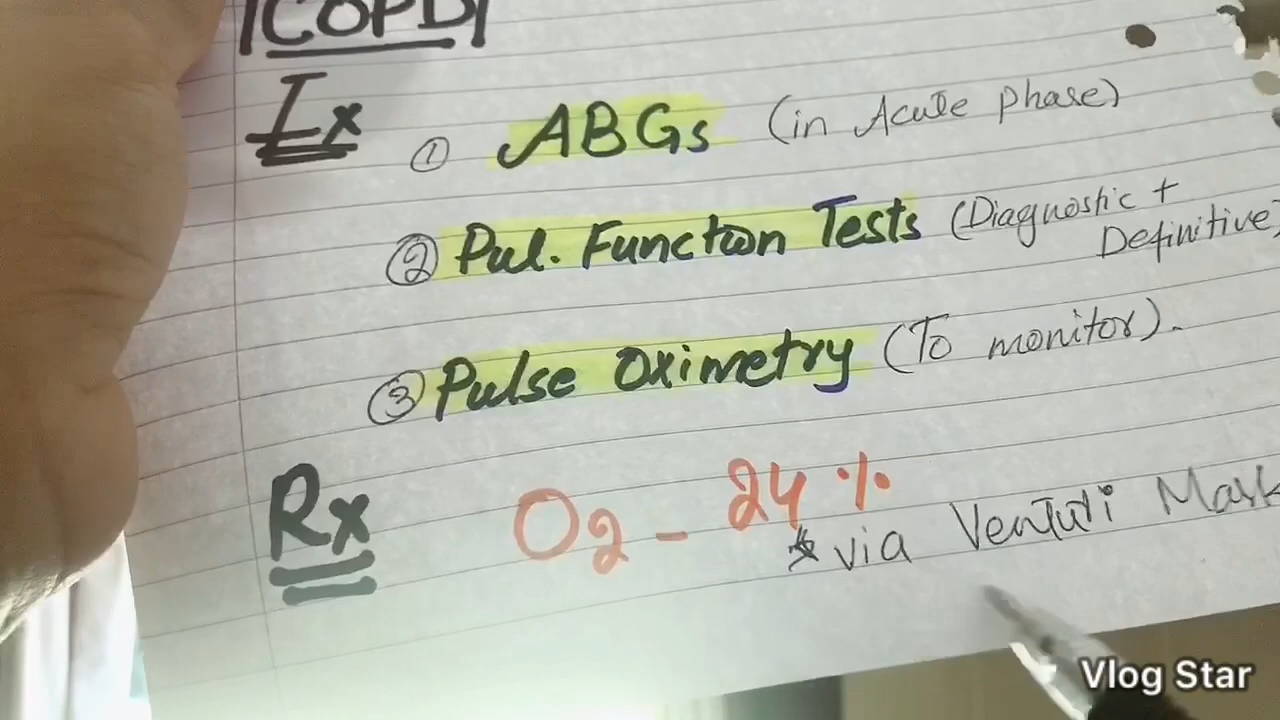 COPD
Ix
① ABGs (in Acute phase)
② Pul. Function Tests (Diagnostic +
Definitive)
③ Pulse Oximetry (To monitor).
Rx O2 - 24 %
* via Venturi Mask
Vlog Star